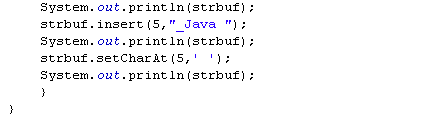 System.out.println(strbuf);
strbuf.insert(5,"_Java ");
System.out.println(strbuf);
strbuf.setCharAt(5,' ');
System.out.println(strbuf);
}
}